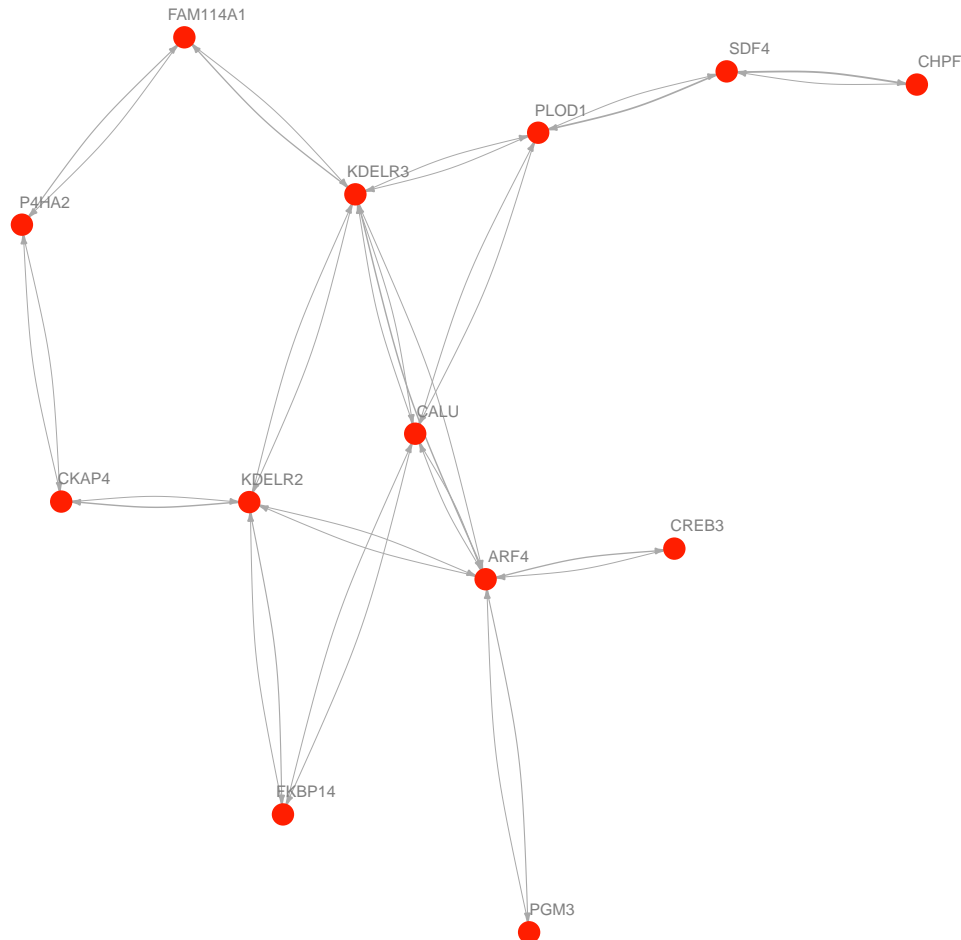 FAM114A1
SDF4
CHPF
PLOD1
KDELR3
P4HA2
CALU
CKAP4
KDELR2
CREB3
ARF4
FKBP14
PGM3